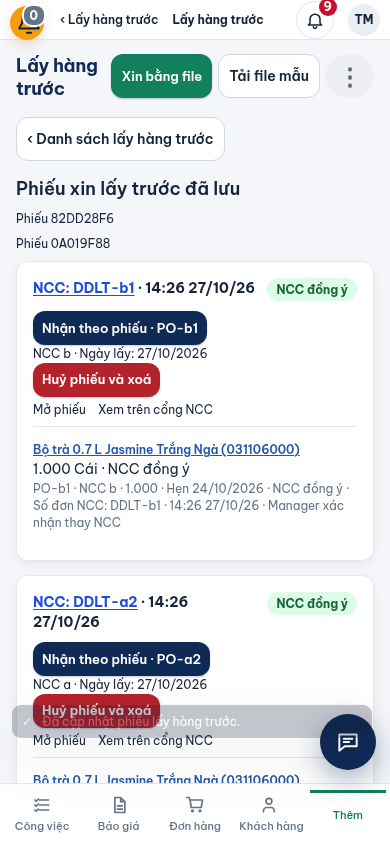 0
‹ Lấy hàng trước
Lấy hàng trước
9
TM
Lấy hàng trước
Xin bằng file
Tải file mẫu
‹ Danh sách lấy hàng trước
Phiếu xin lấy trước đã lưu
Phiếu 82DD28F6
Phiếu 0A019F88
NCC: DDLT-b1 · 14:26 27/10/26
NCC đồng ý
Nhận theo phiếu · PO-b1
NCC b · Ngày lấy: 27/10/2026
Huỷ phiếu và xoá
Mở phiếu Xem trên cổng NCC
Bộ trà 0.7 L Jasmine Trắng Ngà (031106000)
1.000 Cái · NCC đồng ý
PO-b1 · NCC b · 1.000 · Hẹn 24/10/2026 · NCC đồng ý ·
Số đơn NCC: DDLT-b1 · 14:26 27/10/26 · Manager xác
nhận thay NCC
NCC: DDLT-a2 · 14:26
27/10/26
NCC đồng ý
Nhận theo phiếu · PO-a2
NCC a · Ngày lấy: 27/10/2026
Huỷ phiếu và xoá
✓ Đã cập nhật phiếu lấy hàng trước.
Mở phiếu Xem trên cổng NCC
Bộ trà 0.7 L Jasmine Trắng Ngà (031106000)
Công việc
Báo giá
Đơn hàng
Khách hàng
Thêm